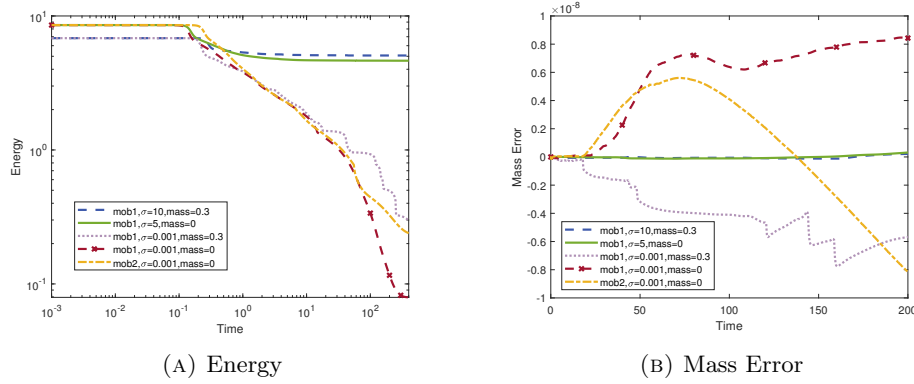 10^1
10^0
10^-1
Energy
mob1,σ=10,mass=0.3
mob1,σ=5,mass=0
mob1,σ=0.001,mass=0.3
mob1,σ=0.001,mass=0
mob2,σ=0.001,mass=0
10^-3 10^-2 10^-1 10^0 10^1 10^2
Time
(A) Energy
×10^-8
1
0.8
0.6
0.4
0.2
0
-0.2
-0.4
-0.6
-0.8
-1
Mass Error
mob1,σ=10,mass=0.3
mob1,σ=5,mass=0
mob1,σ=0.001,mass=0.3
mob1,σ=0.001,mass=0
mob2,σ=0.001,mass=0
0 50 100 150 200
Time
(B) Mass Error